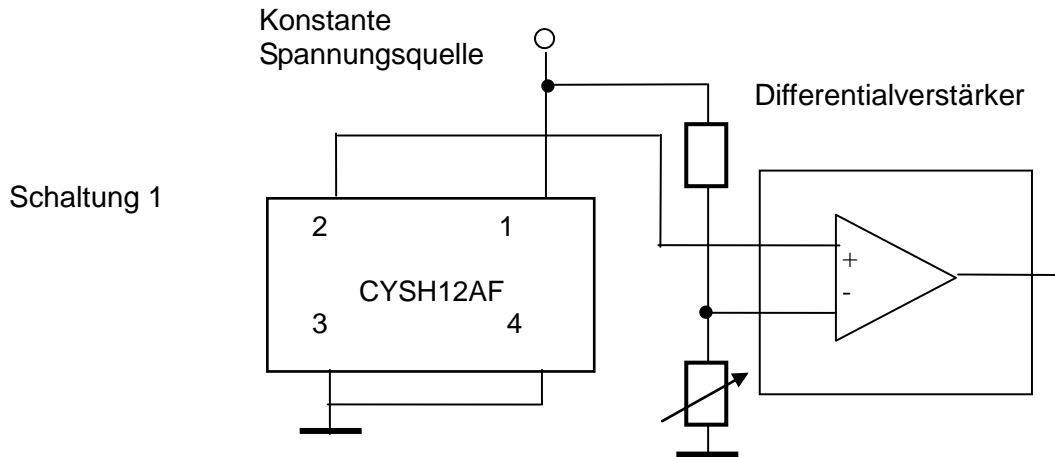 Konstante
Spannungsquelle
Differentialverstärker
Schaltung 1
2 1
CYSH12AF
3 4
+
-